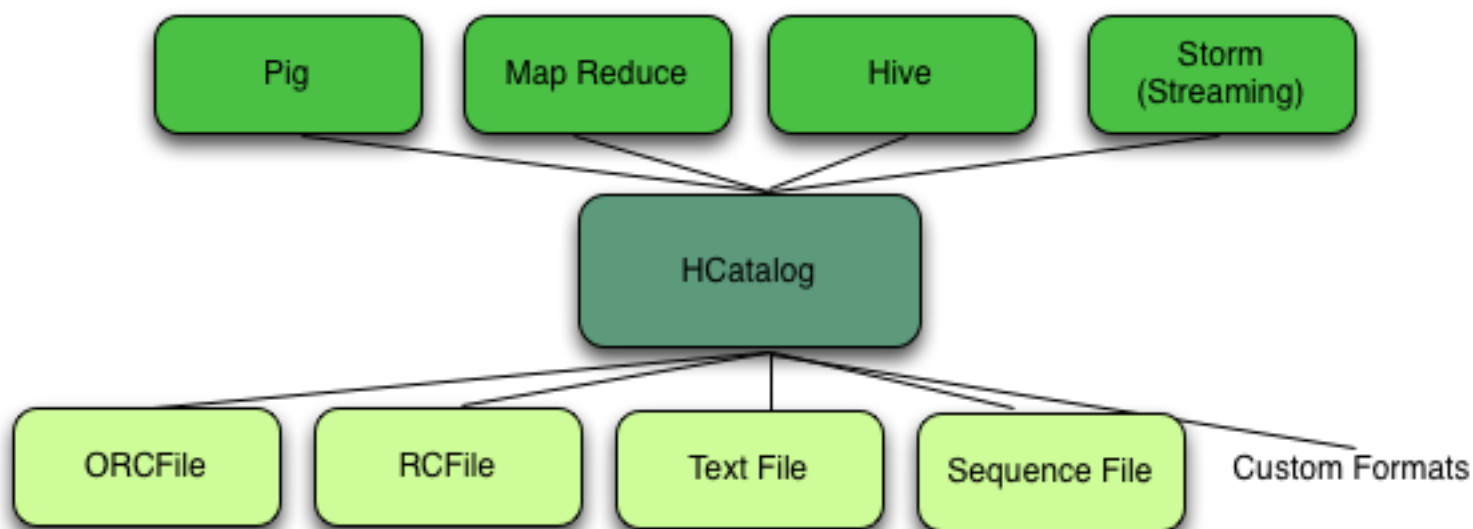 Pig
Map Reduce
Hive
Storm
(Streaming)
HCatalog
ORCFile
RCFile
Text File
Sequence File
Custom Formats